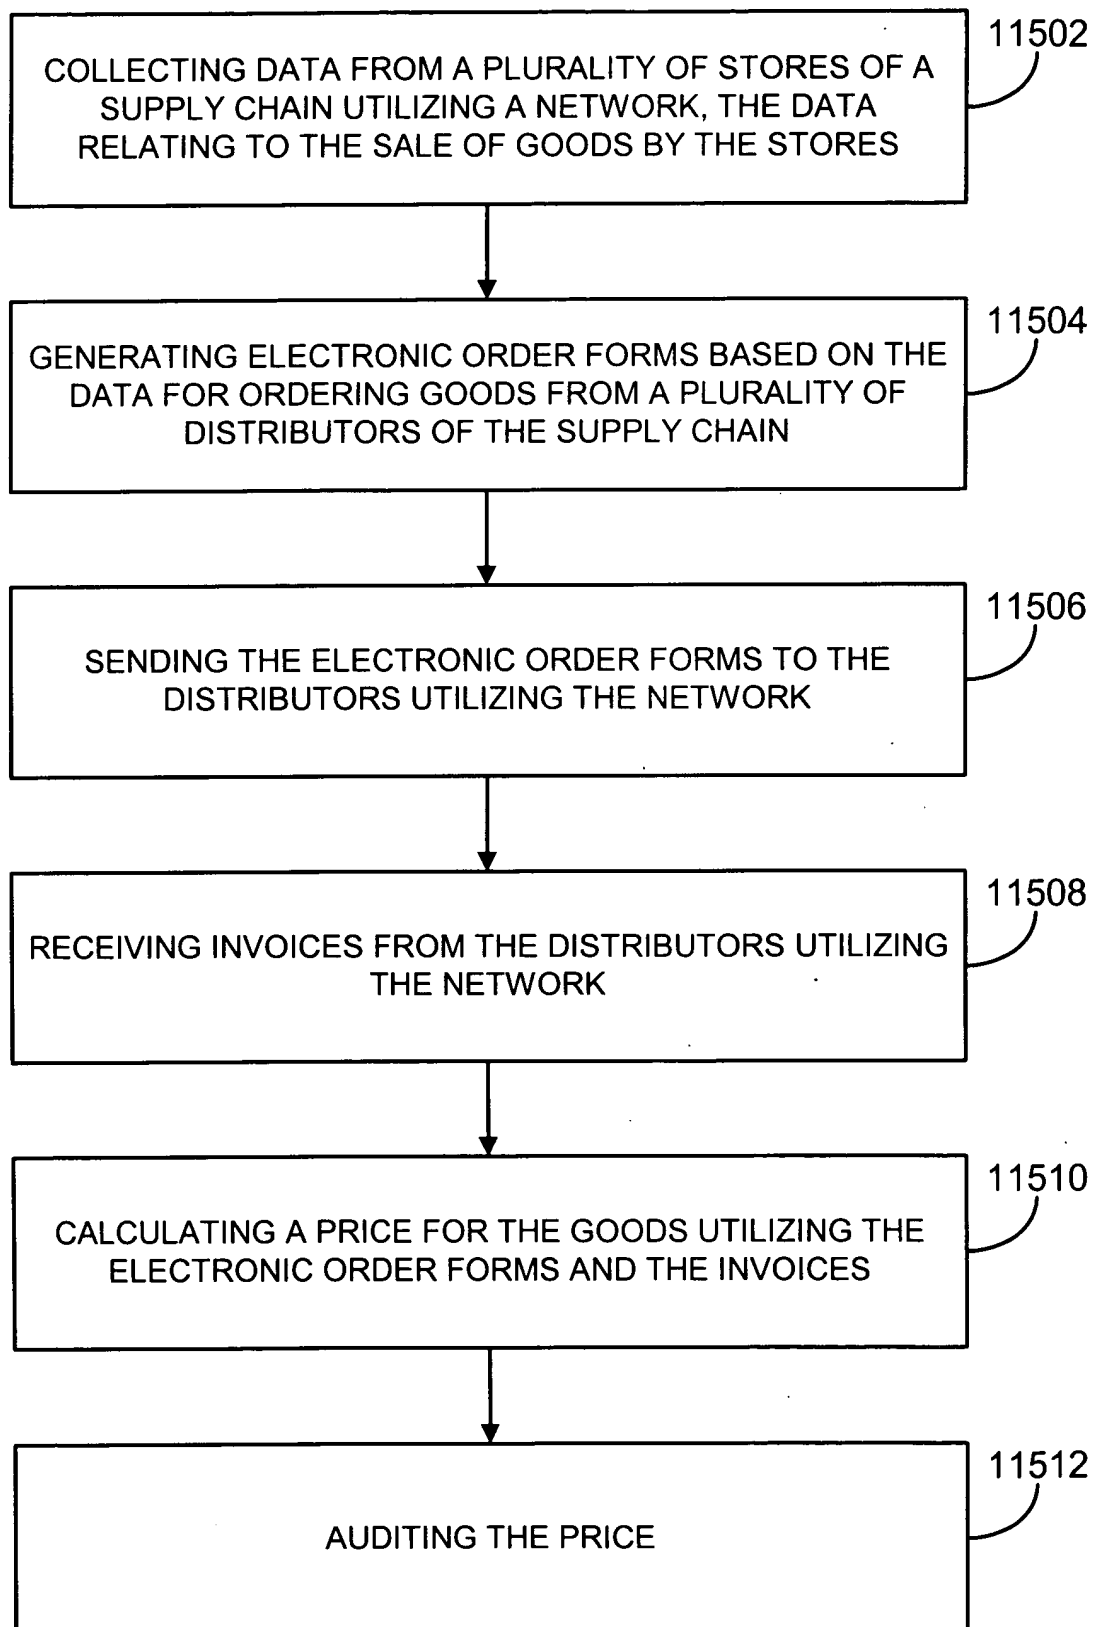 11502
COLLECTING DATA FROM A PLURALITY OF STORES OF A
SUPPLY CHAIN UTILIZING A NETWORK, THE DATA
RELATING TO THE SALE OF GOODS BY THE STORES
11504
GENERATING ELECTRONIC ORDER FORMS BASED ON THE
DATA FOR ORDERING GOODS FROM A PLURALITY OF
DISTRIBUTORS OF THE SUPPLY CHAIN
11506
SENDING THE ELECTRONIC ORDER FORMS TO THE
DISTRIBUTORS UTILIZING THE NETWORK
11508
RECEIVING INVOICES FROM THE DISTRIBUTORS UTILIZING
THE NETWORK
11510
CALCULATING A PRICE FOR THE GOODS UTILIZING THE
ELECTRONIC ORDER FORMS AND THE INVOICES
11512
AUDITING THE PRICE